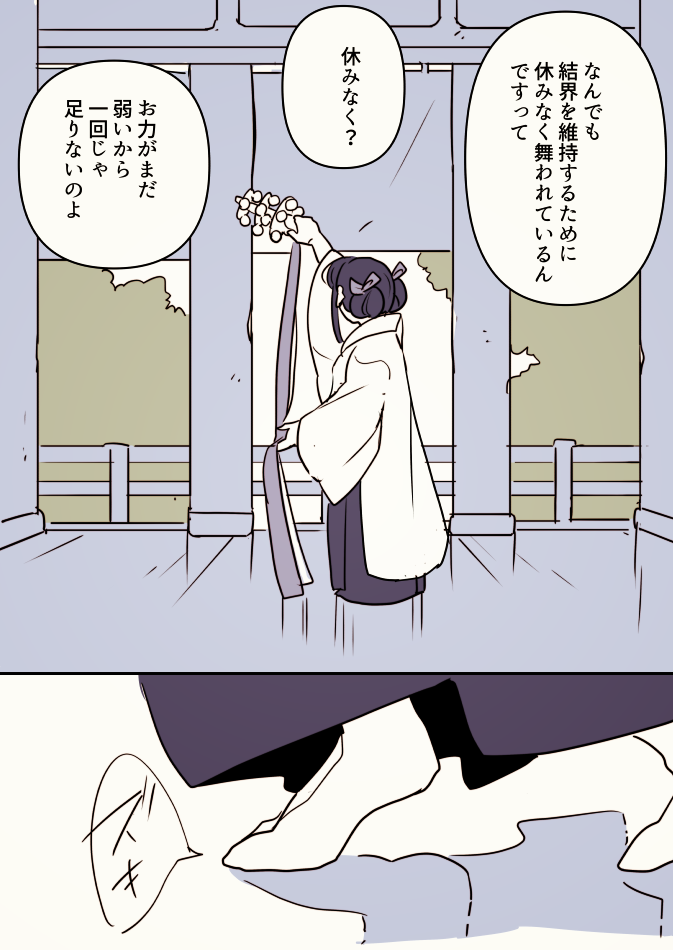 なんでも
結界を維持するために
休みなく舞われているん
ですって
休みなく?
お力がまだ
弱いから
一回じゃ
足りないのよ
ズキ